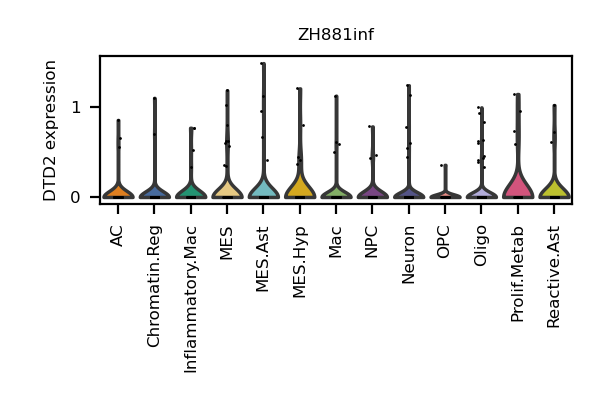 ZH881inf
DTD2 expression
1
0
AC
Chromatin.Reg
Inflammatory.Mac
MES
MES.Ast
MES.Hyp
Mac
NPC
Neuron
OPC
Oligo
Prolif.Metab
Reactive.Ast